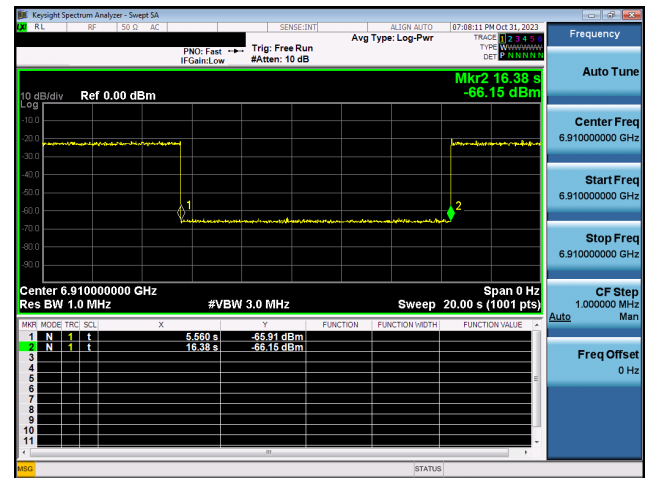 Keysight Spectrum Analyzer - Swept SA
RL RF 50 Ω AC SENSE:INT ALIGN AUTO 07:08:11 PM Oct 31, 2023
Avg Type: Log-Pwr TRACE 1 2 3 4 5 6
PNO: Fast Trig: Free Run TYPE WWWWWW
IFGain:Low #Atten: 10 dB DET P N N N N N
Frequency
Auto Tune
Center Freq
6.910000000 GHz
Start Freq
6.910000000 GHz
Stop Freq
6.910000000 GHz
CF Step
1.000000 MHz
Auto Man
Freq Offset
0 Hz
Mkr2 16.38 s
-66.15 dBm
10 dB/div Ref 0.00 dBm
Log
-10.0
-20.0
-30.0
-40.0
-50.0
-60.0
-70.0
-80.0
-90.0
1
2
Center 6.910000000 GHz Span 0 Hz
Res BW 1.0 MHz #VBW 3.0 MHz Sweep 20.00 s (1001 pts)
MKR MODE TRC SCL X Y FUNCTION FUNCTION WIDTH FUNCTION VALUE
1 N 1 t 5.560 s -65.91 dBm
2 N 1 t 16.38 s -66.15 dBm
3
4
5
6
7
8
9
10
11
MSG STATUS